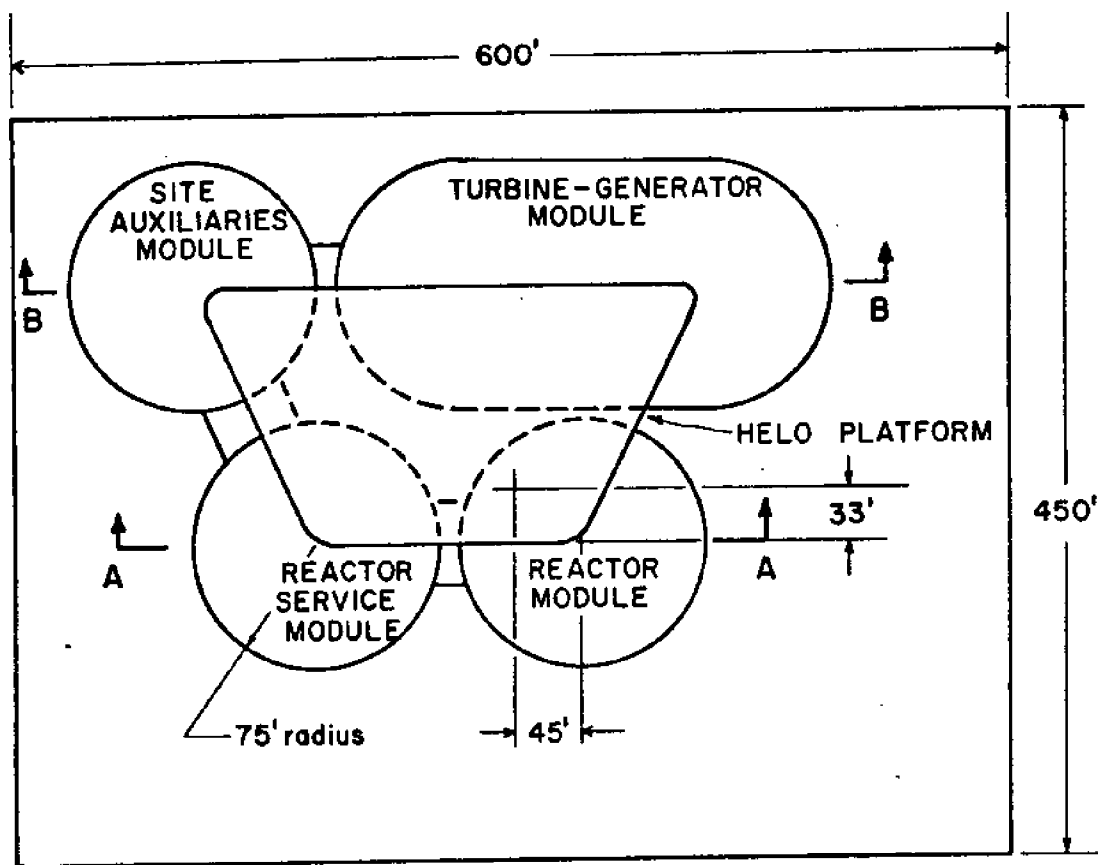 600'
SITE
AUXILIARIES
MODULE
TURBINE-GENERATOR
MODULE
B
B
HELO PLATFORM
33'
450'
A
A
REACTOR
SERVICE
MODULE
REACTOR
MODULE
75' radius
45'